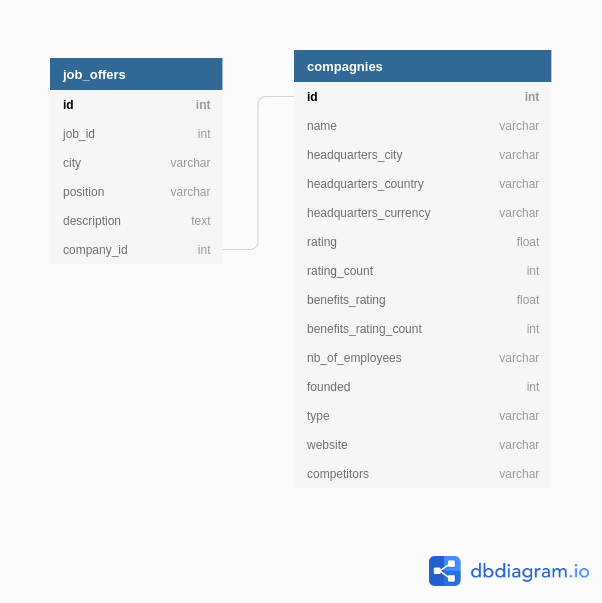 job_offers
id int
job_id int
city varchar
position varchar
description text
company_id int
compagnies
id int
name varchar
headquarters_city varchar
headquarters_country varchar
headquarters_currency varchar
rating float
rating_count int
benefits_rating float
benefits_rating_count int
nb_of_employees varchar
founded int
type varchar
website varchar
competitors varchar
dbdiagram.io